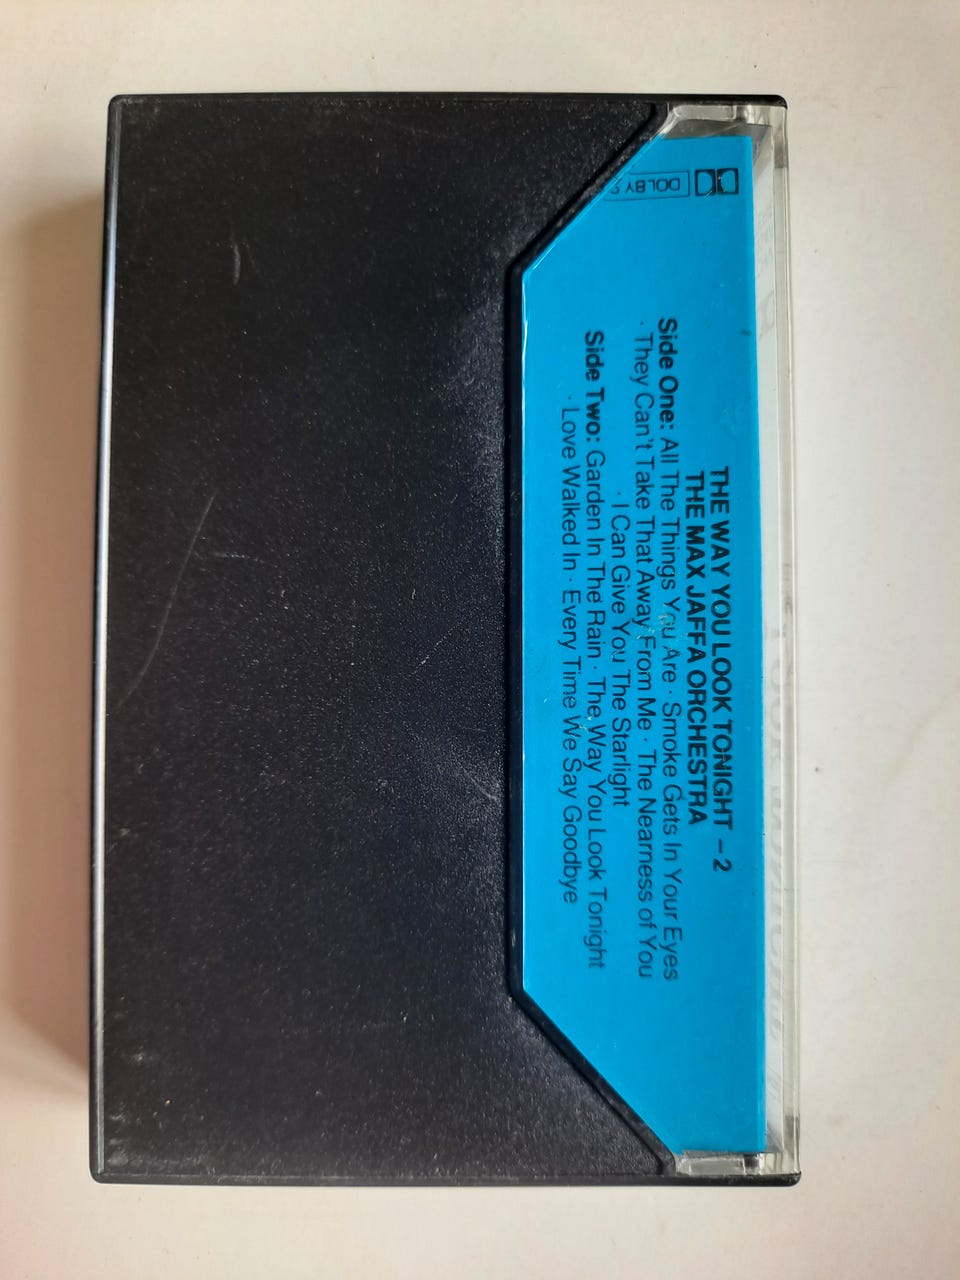 THE WAY YOU LOOK TONIGHT – 2
THE MAX JAFFA ORCHESTRA
Side One: All The Things You Are · Smoke Gets In Your Eyes
· They Can't Take That Away From Me · The Nearness of You
· I Can Give You The Starlight
Side Two: Garden In The Rain · The Way You Look Tonight
· Love Walked In · Every Time We Say Goodbye
DOLBY